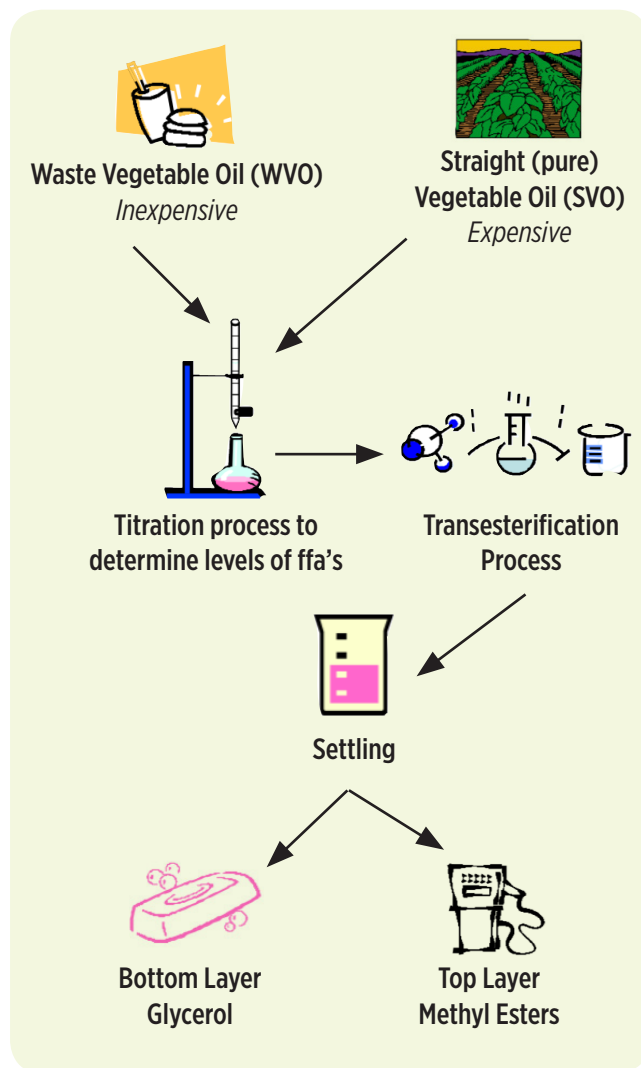 Waste Vegetable Oil (WVO)
Inexpensive
Straight (pure)
Vegetable Oil (SVO)
Expensive
Titration process to
determine levels of ffa’s
Transesterification
Process
Settling
Bottom Layer
Glycerol
Top Layer
Methyl Esters